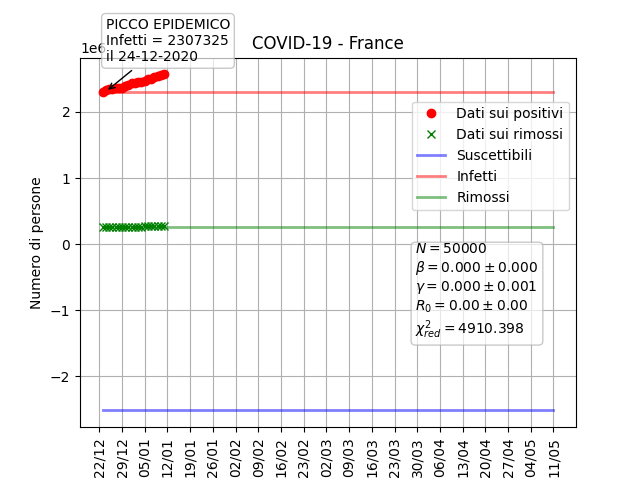 PICCO EPIDEMICO
Infetti = 2307325
il 24-12-2020
1e6
COVID-19 - France
Numero di persone
2
1
0
−1
−2
Dati sui positivi
Dati sui rimossi
Suscettibili
Infetti
Rimossi
N = 50000
β = 0.000 ± 0.000
γ = 0.000 ± 0.001
R₀ = 0.00 ± 0.00
χ²_red = 4910.398
22/12
29/12
05/01
12/01
19/01
26/01
02/02
09/02
16/02
23/02
02/03
09/03
16/03
23/03
30/03
06/04
13/04
20/04
27/04
04/05
11/05